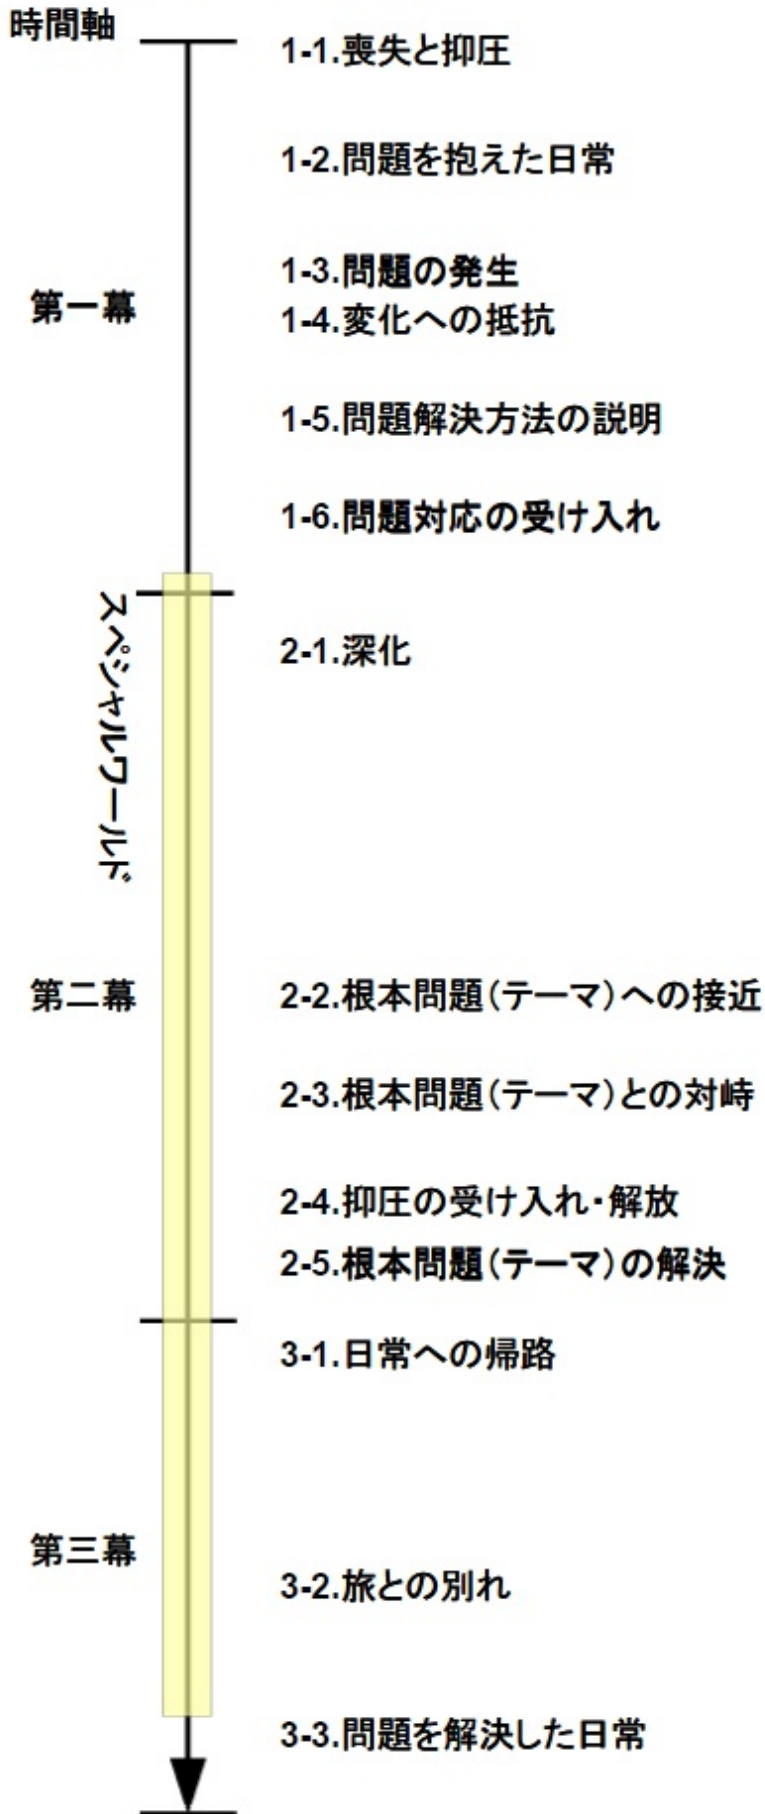 時間軸
1-1.喪失と抑圧
1-2.問題を抱えた日常
1-3.問題の発生
第一幕
1-4.変化への抵抗
1-5.問題解決方法の説明
1-6.問題対応の受け入れ
スペシャルワールド
2-1.深化
第二幕
2-2.根本問題(テーマ)への接近
2-3.根本問題(テーマ)との対峙
2-4.抑圧の受け入れ・解放
2-5.根本問題(テーマ)の解決
3-1.日常への帰路
第三幕
3-2.旅との別れ
3-3.問題を解決した日常